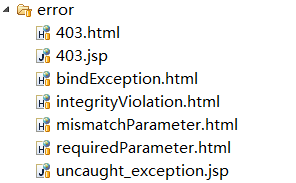 error
403.html
403.jsp
bindException.html
integrityViolation.html
mismatchParameter.html
requiredParameter.html
uncaught_exception.jsp